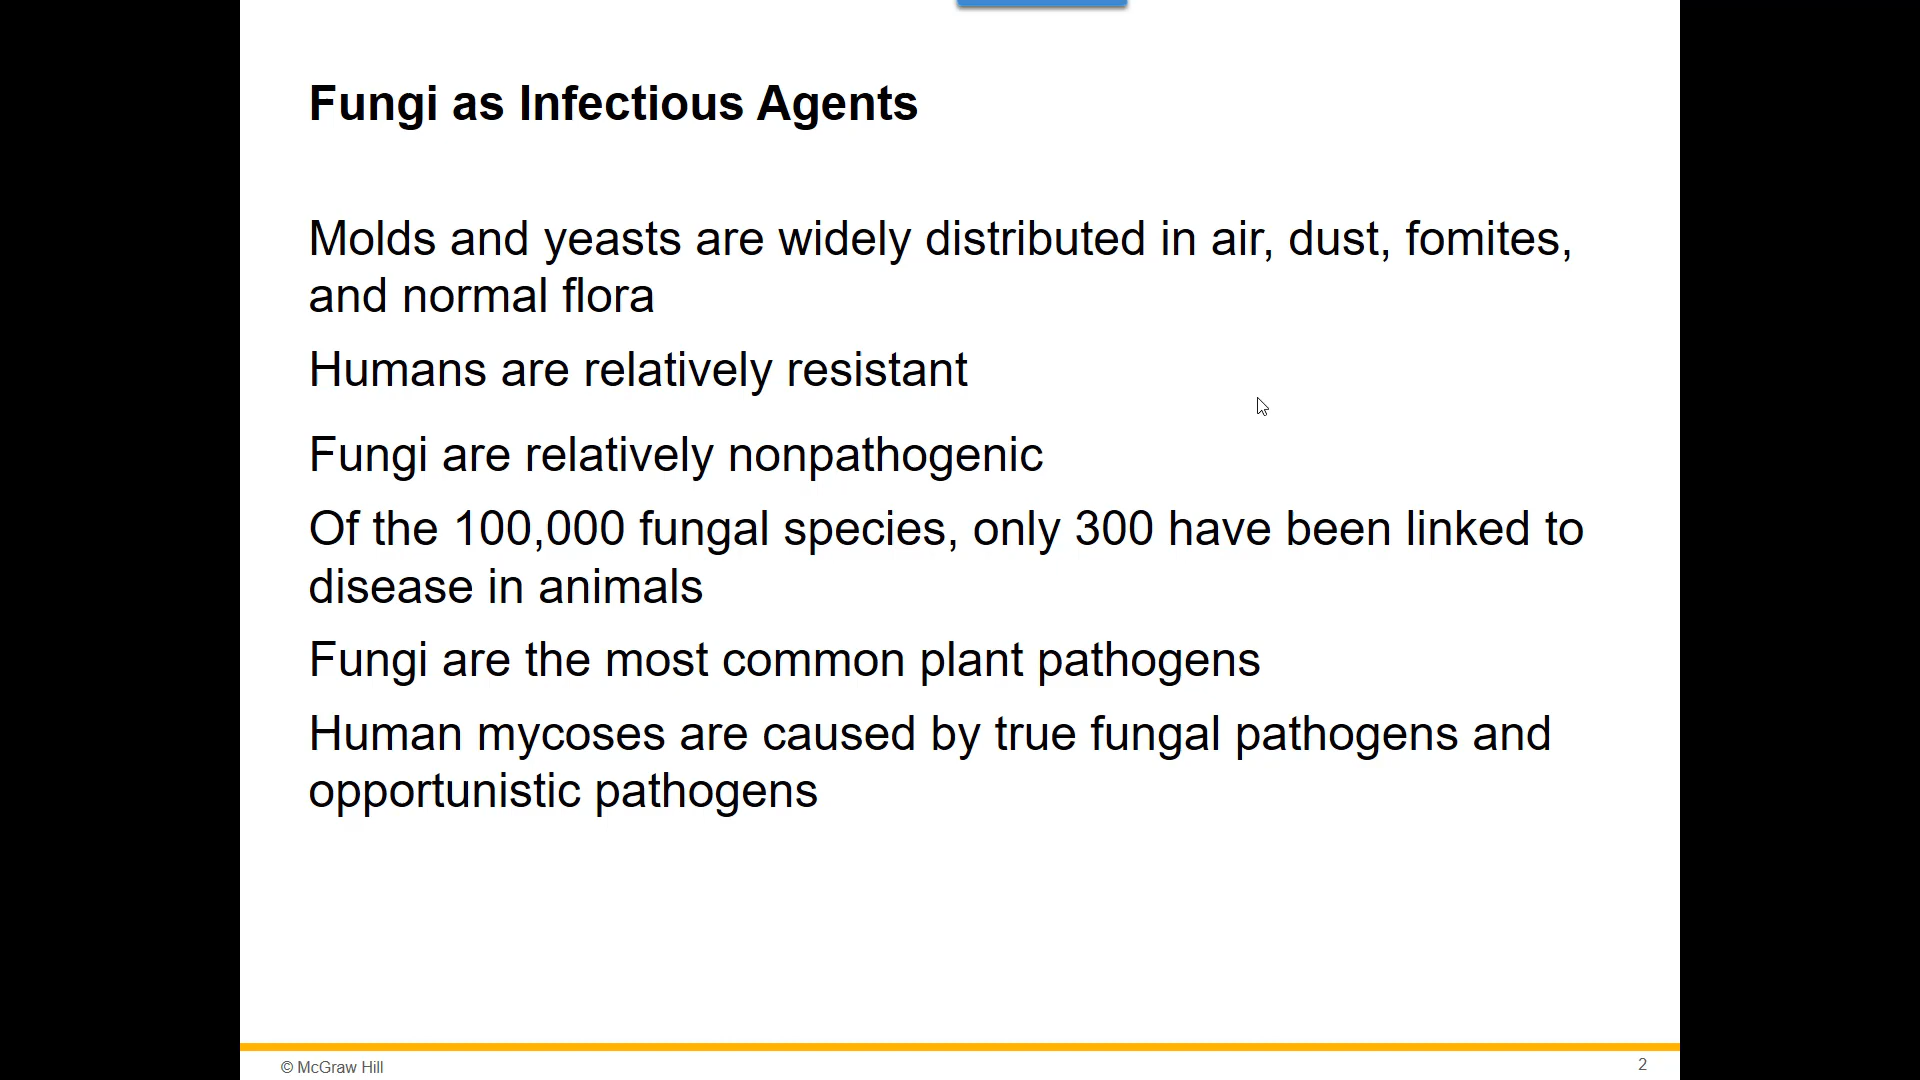 Fungi as Infectious Agents
Molds and yeasts are widely distributed in air, dust, fomites,
and normal flora
Humans are relatively resistant
Fungi are relatively nonpathogenic
Of the 100,000 fungal species, only 300 have been linked to
disease in animals
Fungi are the most common plant pathogens
Human mycoses are caused by true fungal pathogens and
opportunistic pathogens
© McGraw Hill
2